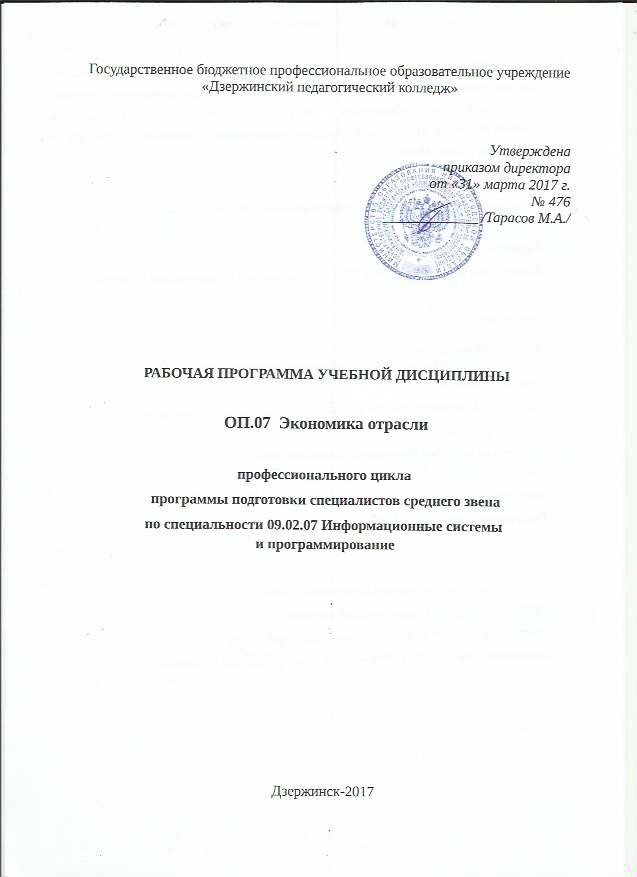 Государственное бюджетное профессиональное образовательное учреждение
«Дзержинский педагогический колледж»
Утверждена
приказом директора
от «31» марта 2017 г.
№ 476
/Тарасов М.А./
РАБОЧАЯ ПРОГРАММА УЧЕБНОЙ ДИСЦИПЛИНЫ
ОП.07 Экономика отрасли
профессионального цикла
программы подготовки специалистов среднего звена
по специальности 09.02.07 Информационные системы
и программирование
Дзержинск-2017